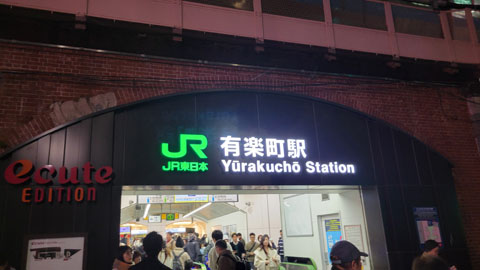 JR
JR東日本
有楽町駅
Yūrakuchō Station
ecute
EDITION